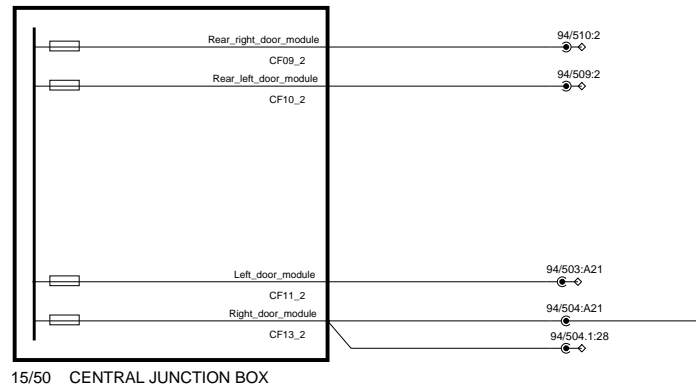 Rear_right_door_module 94/510:2
CF09_2
Rear_left_door_module 94/509:2
CF10_2
Left_door_module 94/503:A21
CF11_2
Right_door_module 94/504:A21
CF13_2 94/504.1:28
15/50 CENTRAL JUNCTION BOX